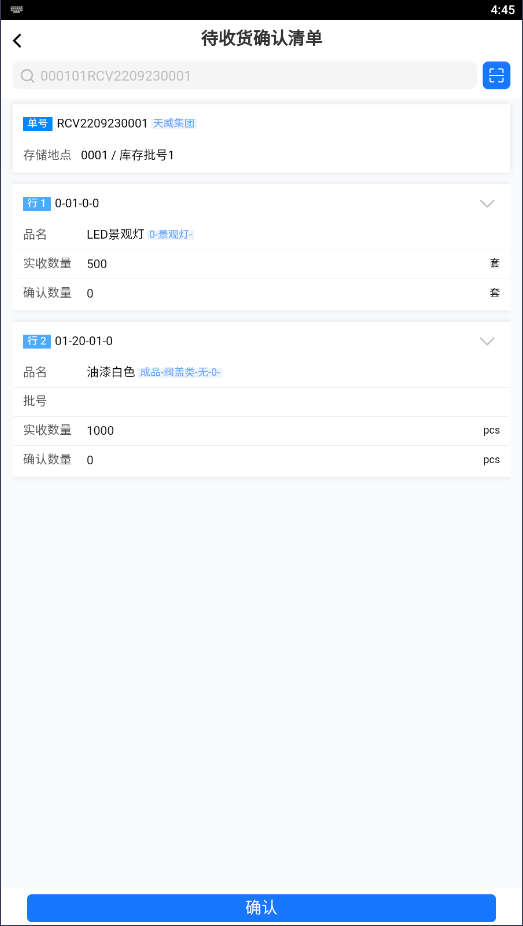 4:45
待收货确认清单
000101RCV2209230001
单号 RCV2209230001 天威集团
存储地点 0001 / 库存批号1
行 1 0-01-0-0
品名 LED景观灯 0-景观灯-
实收数量 500 套
确认数量 0 套
行 2 01-20-01-0
品名 油漆白色 成品-阀盖类-无-0-
批号
实收数量 1000 pcs
确认数量 0 pcs
确认